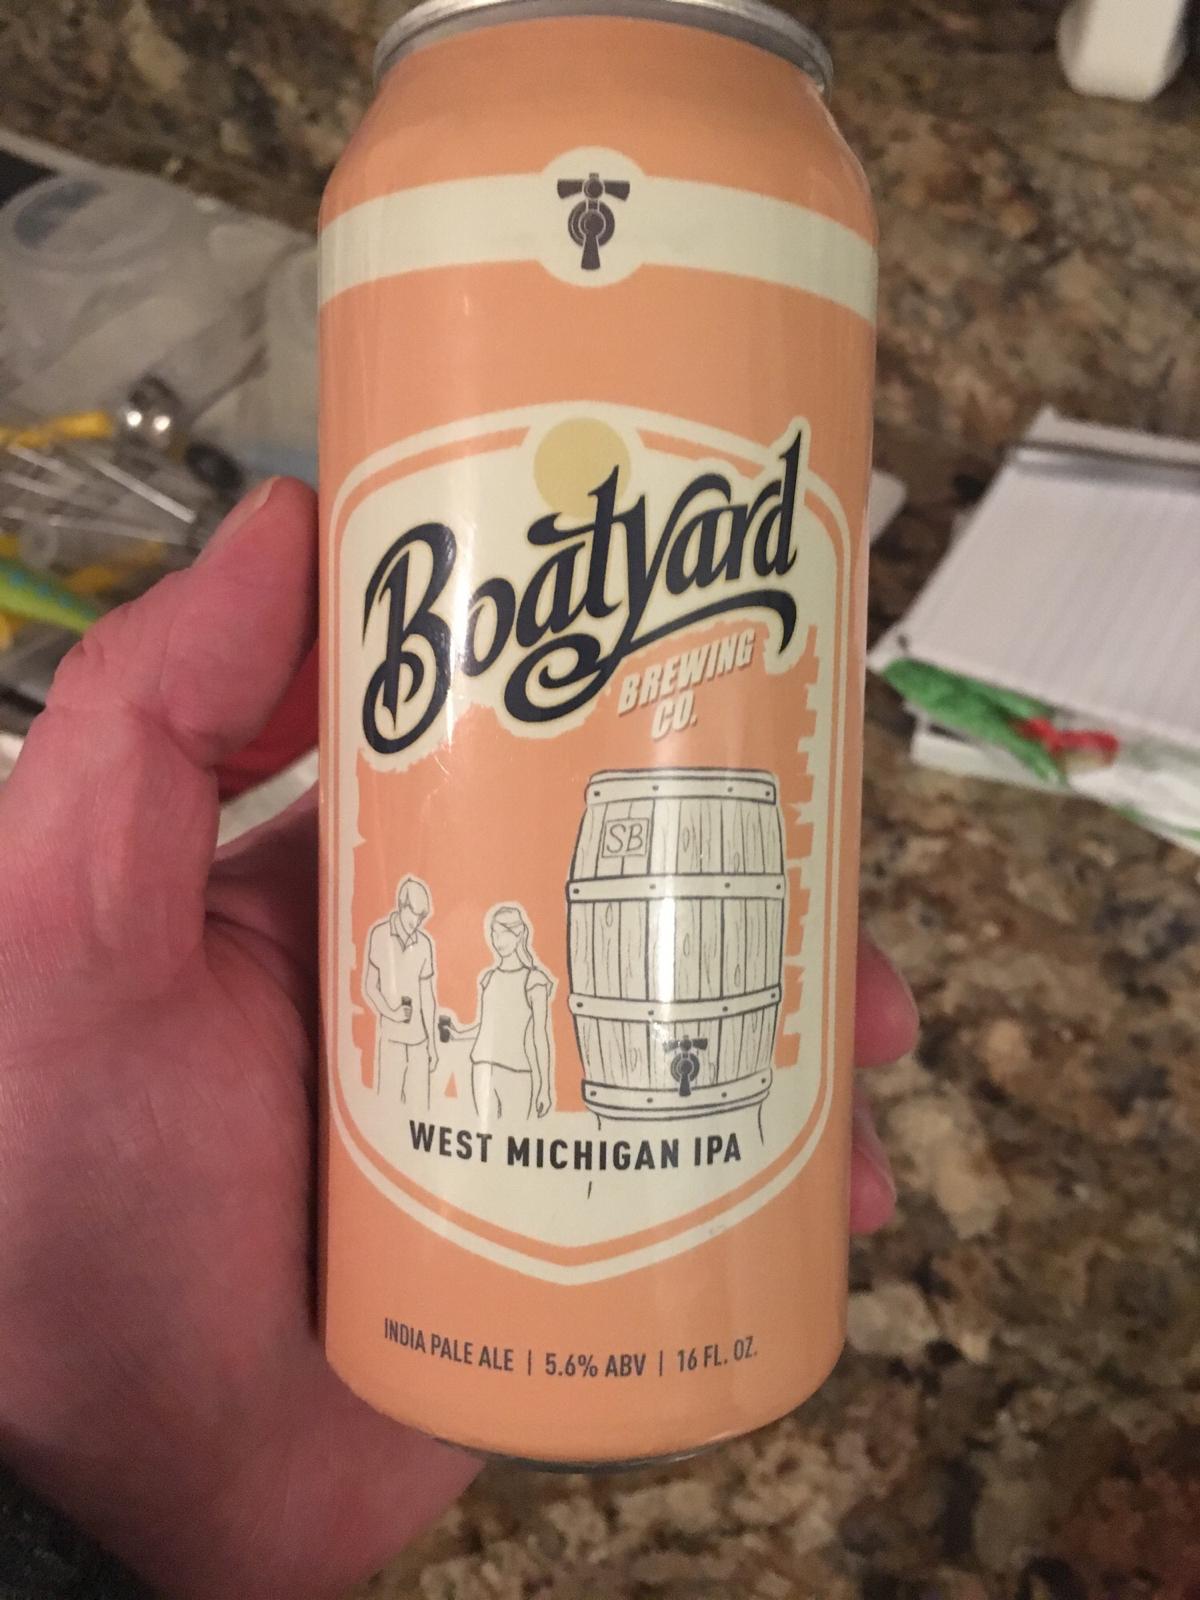 Boatyard
BREWING
CO.
SB
WEST MICHIGAN IPA
INDIA PALE ALE | 5.6% ABV | 16 FL. OZ.